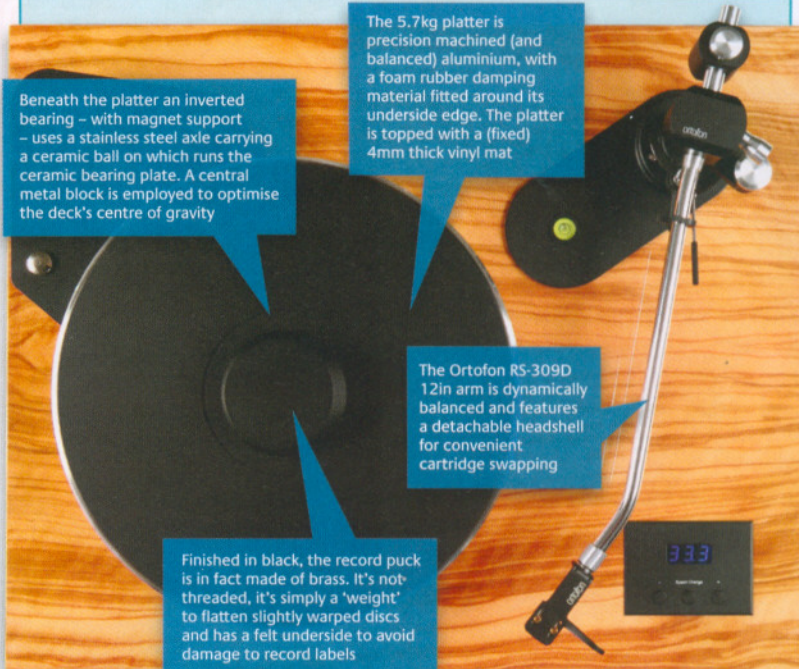 The 5.7kg platter is
precision machined (and
balanced) aluminium, with
a foam rubber damping
material fitted around its
underside edge. The platter
is topped with a (fixed)
4mm thick vinyl mat
Beneath the platter an inverted
bearing – with magnet support
– uses a stainless steel axle carrying
a ceramic ball on which runs the
ceramic bearing plate. A central
metal block is employed to optimise
the deck's centre of gravity
ortofon
The Ortofon RS-309D
12in arm is dynamically
balanced and features
a detachable headshell
for convenient
cartridge swapping
33.3
Speed Change
- +
ortofon
Finished in black, the record puck
is in fact made of brass. It's not
threaded, it's simply a 'weight'
to flatten slightly warped discs
and has a felt underside to avoid
damage to record labels